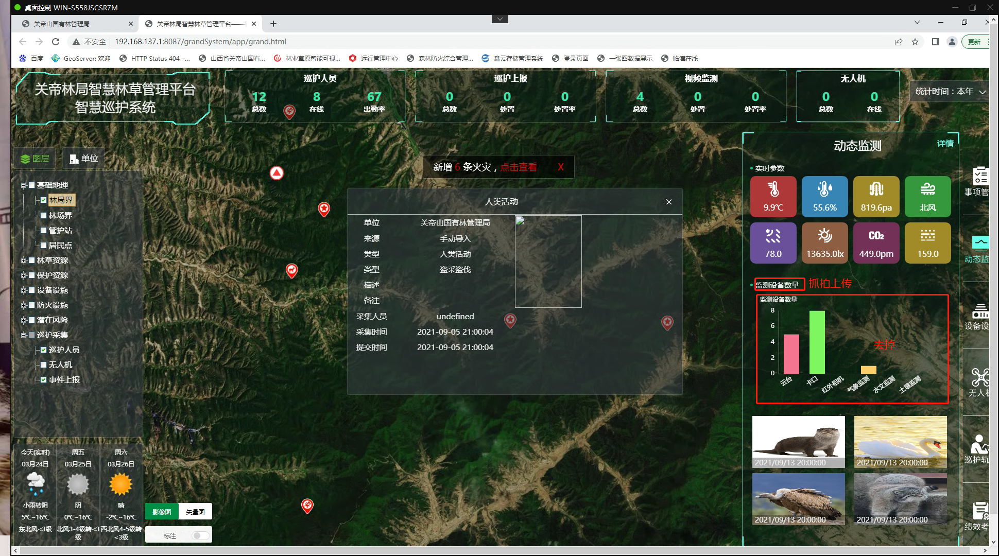 桌面控制 WIN-S558JSCSR7M
关帝山国有林管理局
关帝林局智慧林草管理平台——
不安全
192.168.137.1:8087/grandSystem/app/grand.html
更新
百度
GeoServer: 欢迎
HTTP Status 404 –...
山西省关帝山国有...
林业草原智能可视...
运行管理中心
森林防火综合管理...
鑫云存储管理系统
登录页面
一张图数据展示
临漳在线
关帝林局智慧林草管理平台
智慧巡护系统
巡护人员
12 8 67
总数 在线 出勤率
巡护上报
0 0 0
总数 处置 处置率
视频监测
4 0 0
总数 处置 处置率
无人机
0 0
总数 在线
统计时间：本年
图层
单位
基础地理
林局界
林场界
管护站
居民点
林草资源
保护资源
设备设施
防火设施
潜在风险
巡护采集
巡护人员
无人机
事件上报
新增 6 条火灾，点击查看 X
人类活动
单位 关帝山国有林管理局
来源 手动导入
类型 人类活动
类型 盗采盗伐
描述
备注
采集人员 undefined
采集时间 2021-09-05 21:00:04
提交时间 2021-09-05 21:00:04
动态监测
详情
实时参数
9.9℃ 55.6% 819.6pa 北风
CO₂
78.0 13635.0lx 449.0pm 159.0
监测设备数量
抓拍上传
监测设备数量
8
6
4
2
0
去掉
云台 卡口 红外相机 气象监测 水文监测 土壤监测
2021/09/13 20:00:00
2021/09/13 20:00:00
2021/09/13 20:00:00
2021/09/13 20:00:00
事项管
动态监
设备设
无人机
巡护轨
绩效考
今天(实时) 周五 周六
03月24日 03月25日 03月26日
小雨转阴 阴 晴
5℃~16℃ 0℃~16℃ -2℃~16℃
东北风<3级 北风3-4级转<3级 西北风4-5级转<3级
影像图
矢量图
标注